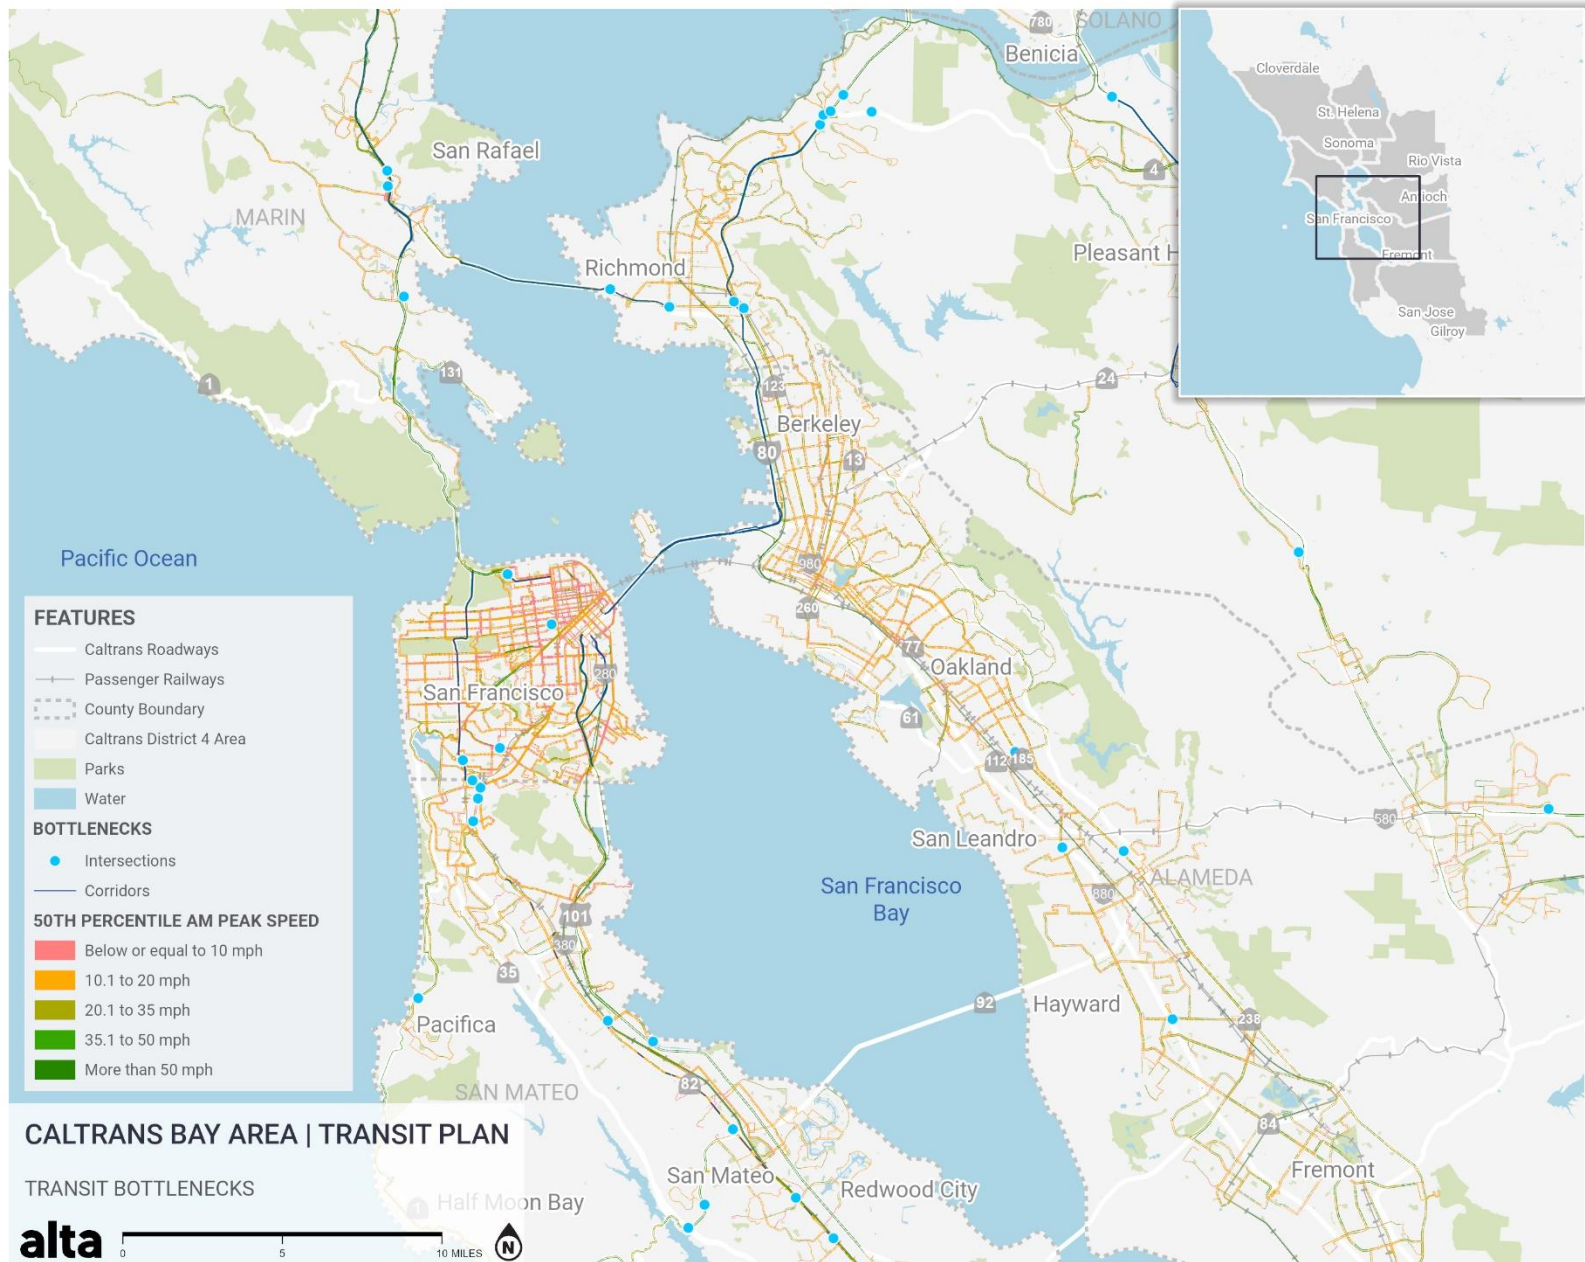 780
SOLANO
Benicia
Cloverdale
St. Helena
Sonoma
Rio Vista
Antioch
San Francisco
Fremont
San Jose
Gilroy
San Rafael
4
MARIN
Pleasant H
Richmond
1
131
24
123
Berkeley
80
13
Pacific Ocean
980
260
77
Oakland
280
San Francisco
61
112
185
580
San Leandro
ALAMEDA
San Francisco
Bay
880
101
380
35
92
Hayward
238
Pacifica
82
SAN MATEO
84
San Mateo
Redwood City
Fremont
1
Half Moon Bay
FEATURES
Caltrans Roadways
Passenger Railways
County Boundary
Caltrans District 4 Area
Parks
Water
BOTTLENECKS
Intersections
Corridors
50TH PERCENTILE AM PEAK SPEED
Below or equal to 10 mph
10.1 to 20 mph
20.1 to 35 mph
35.1 to 50 mph
More than 50 mph
CALTRANS BAY AREA | TRANSIT PLAN
TRANSIT BOTTLENECKS
alta
0 5 10 MILES
N